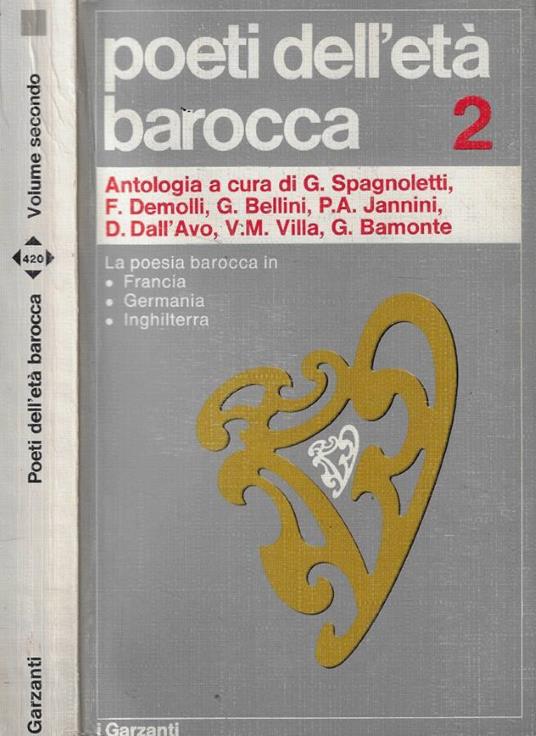 poeti dell'età
barocca 2
Antologia a cura di G. Spagnoletti,
F. Demolli, G. Bellini, P.A. Jannini,
D. Dall'Avo, V.M. Villa, G. Bamonte
La poesia barocca in
• Francia
• Germania
• Inghilterra
i Garzanti
Garzanti
Poeti dell'età barocca
420
Volume secondo